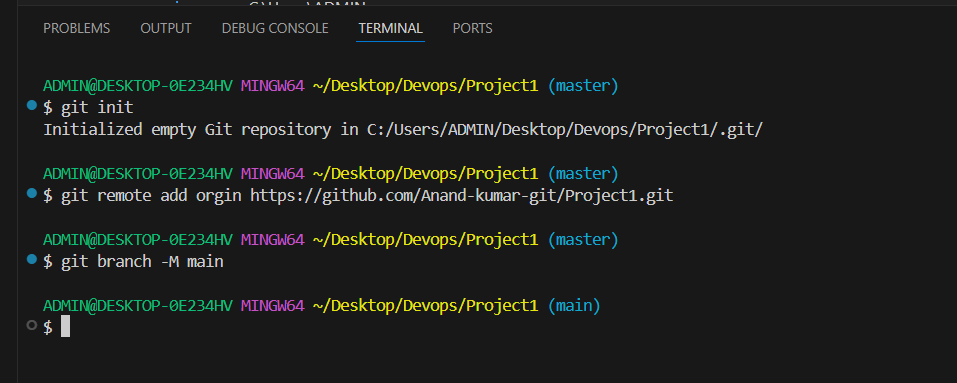 PROBLEMS OUTPUT DEBUG CONSOLE TERMINAL PORTS
ADMIN@DESKTOP-0E234HV MINGW64 ~/Desktop/Devops/Project1 (master)
$ git init
Initialized empty Git repository in C:/Users/ADMIN/Desktop/Devops/Project1/.git/
ADMIN@DESKTOP-0E234HV MINGW64 ~/Desktop/Devops/Project1 (master)
$ git remote add orgin https://github.com/Anand-kumar-git/Project1.git
ADMIN@DESKTOP-0E234HV MINGW64 ~/Desktop/Devops/Project1 (master)
$ git branch -M main
ADMIN@DESKTOP-0E234HV MINGW64 ~/Desktop/Devops/Project1 (main)
$